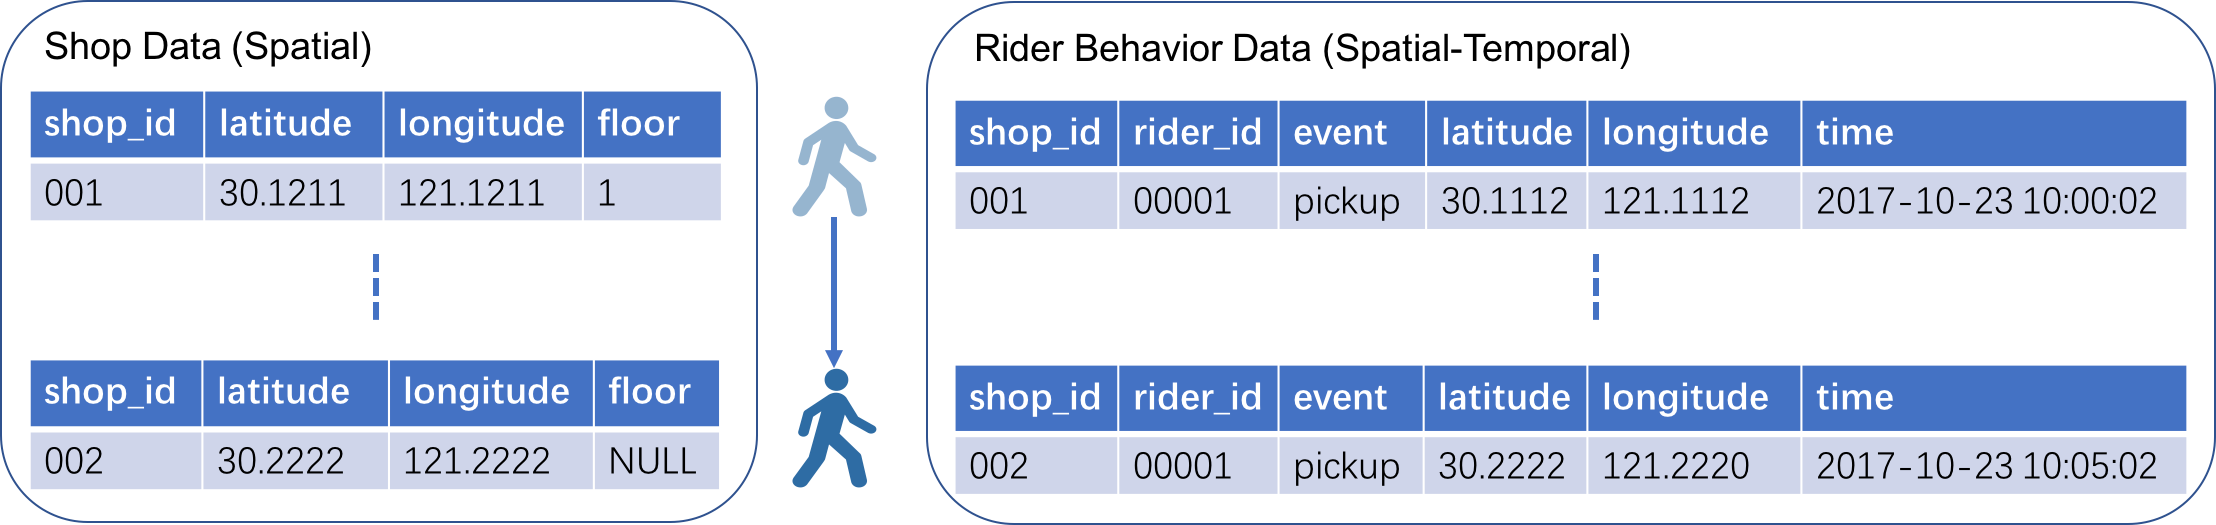 Shop Data (Spatial)
shop_id latitude longitude floor
001 30.1211 121.1211 1
shop_id latitude longitude floor
002 30.2222 121.2222 NULL
Rider Behavior Data (Spatial-Temporal)
shop_id rider_id event latitude longitude time
001 00001 pickup 30.1112 121.1112 2017-10-23 10:00:02
shop_id rider_id event latitude longitude time
002 00001 pickup 30.2222 121.2220 2017-10-23 10:05:02